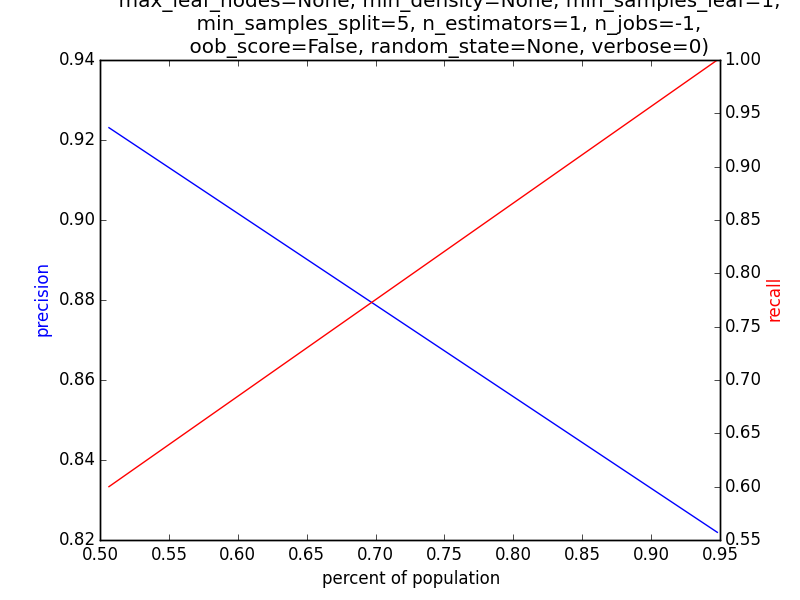 max_leaf_nodes=None, min_density=None, min_samples_leaf=1,
min_samples_split=5, n_estimators=1, n_jobs=-1,
oob_score=False, random_state=None, verbose=0)
0.94
0.92
0.90
0.88
0.86
0.84
0.82
precision
1.00
0.95
0.90
0.85
0.80
0.75
0.70
0.65
0.60
0.55
recall
0.50 0.55 0.60 0.65 0.70 0.75 0.80 0.85 0.90 0.95
percent of population